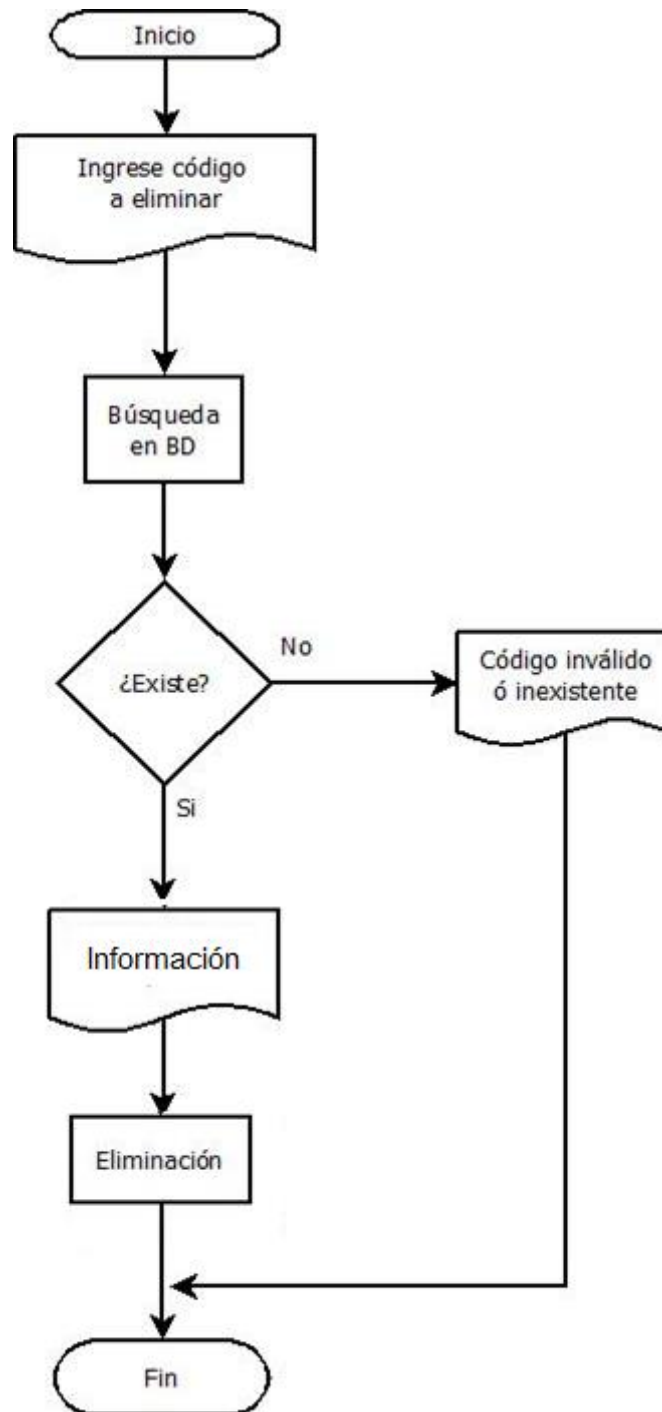 Inicio
Ingrese código
a eliminar
Búsqueda
en BD
¿Existe?
No
Código inválido
ó inexistente
Si
Información
Eliminación
Fin